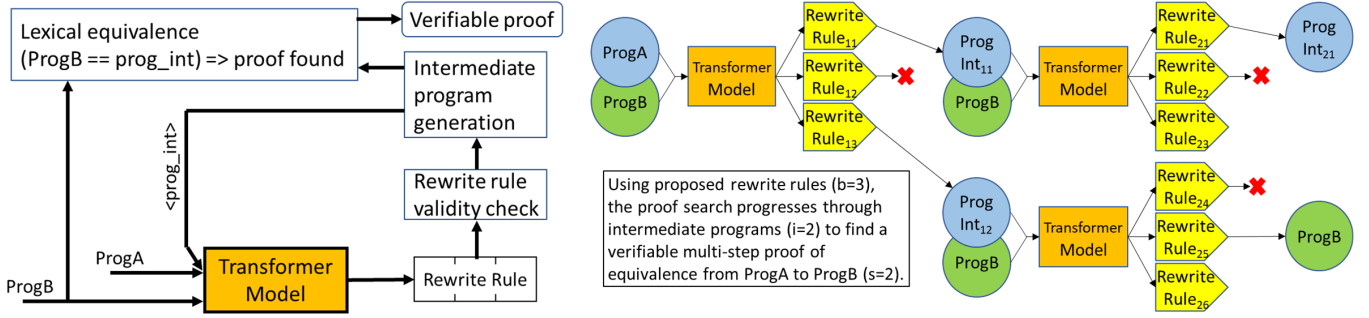 Lexical equivalence
(ProgB == prog_int) => proof found
Verifiable proof
Intermediate
program
generation
<prog_int>
Rewrite rule
validity check
ProgA
ProgB
Transformer
Model
Rewrite Rule
ProgA
ProgB
Transformer
Model
Rewrite
Rule11
Rewrite
Rule12
Rewrite
Rule13
Prog
Int11
ProgB
Transformer
Model
Rewrite
Rule21
Rewrite
Rule22
Rewrite
Rule23
Prog
Int21
Using proposed rewrite rules (b=3),
the proof search progresses through
intermediate programs (i=2) to find a
verifiable multi-step proof of
equivalence from ProgA to ProgB (s=2).
Prog
Int12
ProgB
Transformer
Model
Rewrite
Rule24
Rewrite
Rule25
Rewrite
Rule26
ProgB